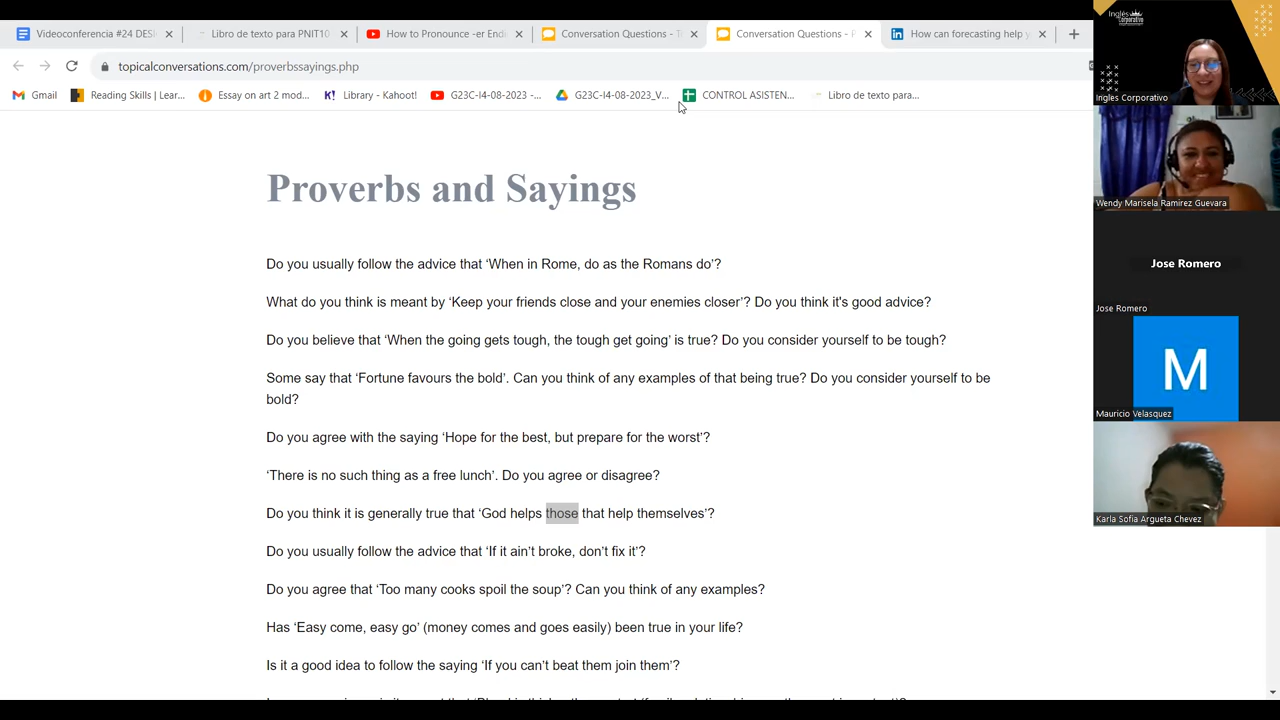 Videoconferencia #24 DESI
Libro de texto para PNIT10
How to Pronounce -er Endi
Conversation Questions - T
Conversation Questions - P
How can forecasting help y
topicalconversations.com/proverbssayings.php
Gmail
Reading Skills | Lear...
Essay on art 2 mod...
Library - Kano...
G23C-I4-08-2023 -...
G23C-I4-08-2023_V...
CONTROL ASISTEN...
Libro de texto para...
Proverbs and Sayings
Do you usually follow the advice that ‘When in Rome, do as the Romans do’?
What do you think is meant by ‘Keep your friends close and your enemies closer’? Do you think it's good advice?
Do you believe that ‘When the going gets tough, the tough get going’ is true? Do you consider yourself to be tough?
Some say that ‘Fortune favours the bold’. Can you think of any examples of that being true? Do you consider yourself to be
bold?
Do you agree with the saying ‘Hope for the best, but prepare for the worst’?
‘There is no such thing as a free lunch’. Do you agree or disagree?
Do you think it is generally true that ‘God helps those that help themselves’?
Do you usually follow the advice that ‘If it ain’t broke, don’t fix it’?
Do you agree that ‘Too many cooks spoil the soup’? Can you think of any examples?
Has ‘Easy come, easy go’ (money comes and goes easily) been true in your life?
Is it a good idea to follow the saying ‘If you can’t beat them join them’?
Inglés
Corporativo
Ingles Corporativo
Wendy Marisela Ramirez Guevara
Jose Romero
Jose Romero
M
Mauricio Velasquez
Karla Sofia Argueta Chevez